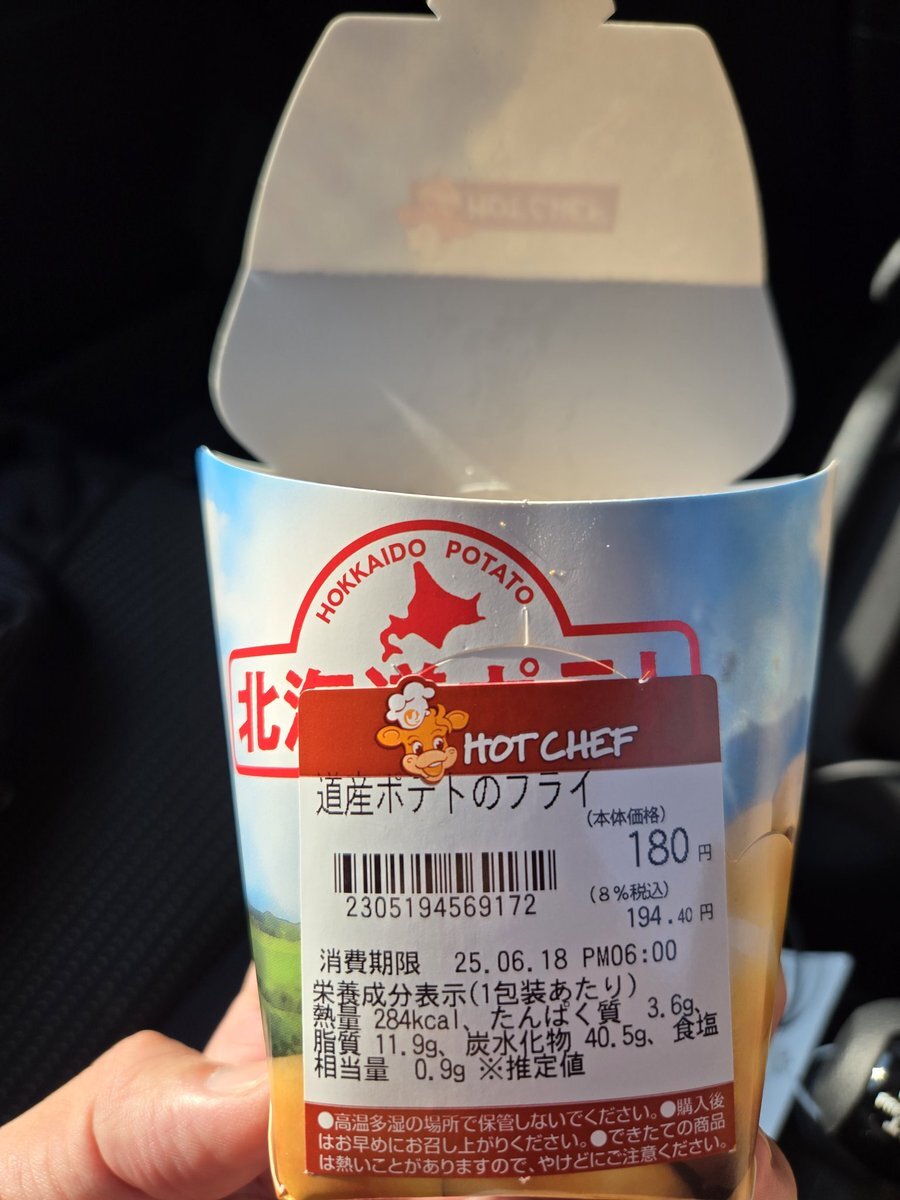 HOKKAIDO POTATO
北海道ポテト
HOT CHEF
道産ポテトのフライ
(本体価格)
180円
2305194569172
(8%税込)
194.40円
消費期限 25.06.18 PM06:00
栄養成分表示(1包装あたり)
熱量 284kcal、たんぱく質 3.6g、
脂質 11.9g、炭水化物 40.5g、食塩
相当量 0.9g ※推定値
●高温多湿の場所で保管しないでください。●購入後
はお早めにお召し上がりください。●できたての商品
は熱いことがありますので、やけどにご注意ください。